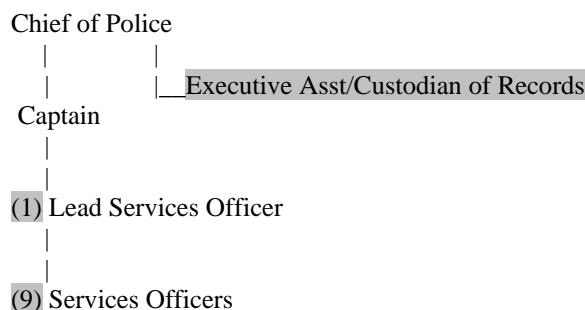 Chief of Police
Executive Asst/Custodian of Records
Captain
(1) Lead Services Officer
(9) Services Officers